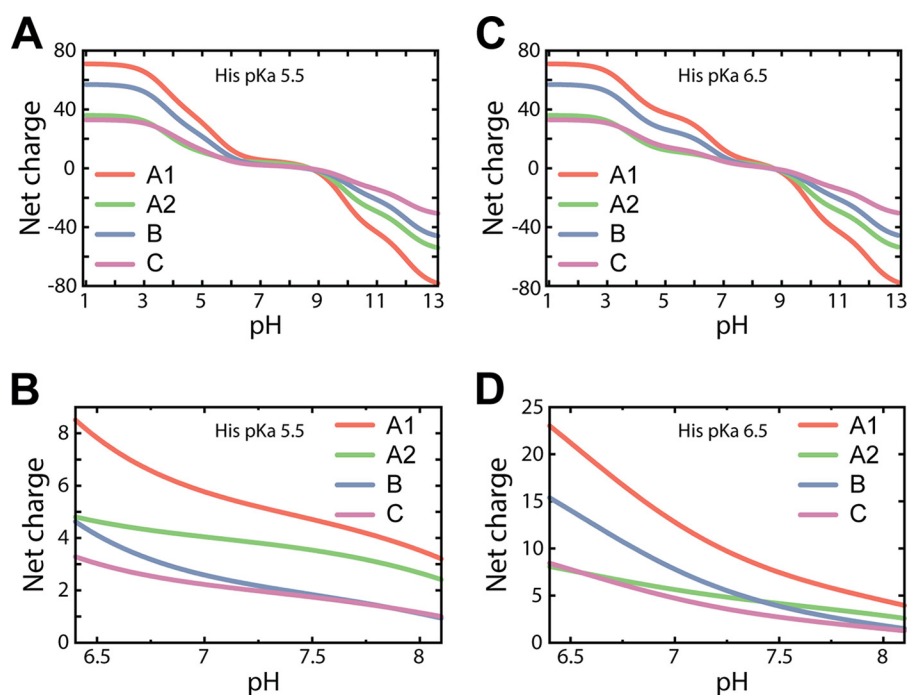 A
Net charge
80
40
0
-40
-80
His pKa 5.5
A1
A2
B
C
1 3 5 7 9 11 13
pH
C
Net charge
80
40
0
-40
-80
His pKa 6.5
A1
A2
B
C
1 3 5 7 9 11 13
pH
B
Net charge
8
6
4
2
0
His pKa 5.5
A1
A2
B
C
6.5 7 7.5 8
pH
D
Net charge
25
20
15
10
5
0
His pKa 6.5
A1
A2
B
C
6.5 7 7.5 8
pH